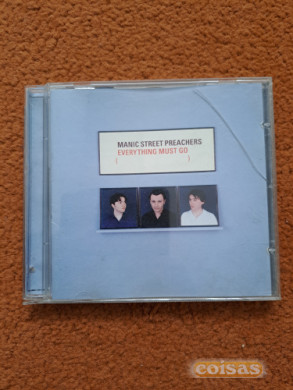 MANIC STREET PREACHERS
EVERYTHING MUST GO
[ ]
coisas